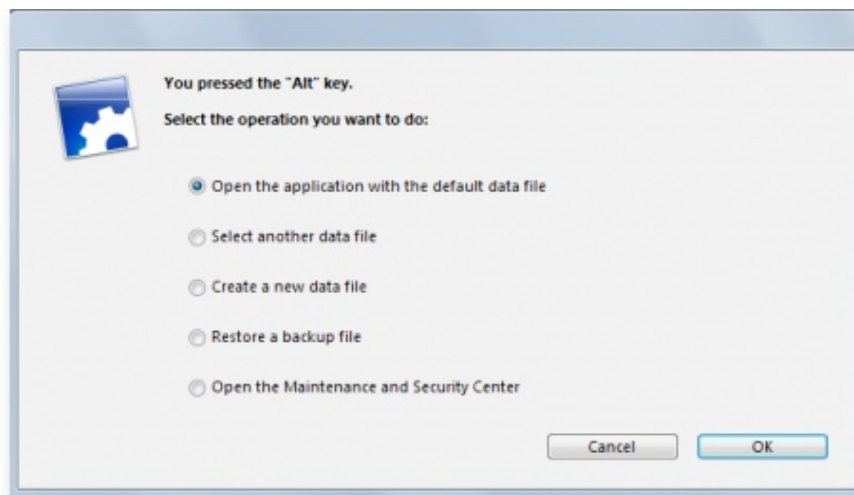 You pressed the "Alt" key.
Select the operation you want to do:
Open the application with the default data file
Select another data file
Create a new data file
Restore a backup file
Open the Maintenance and Security Center
Cancel
OK